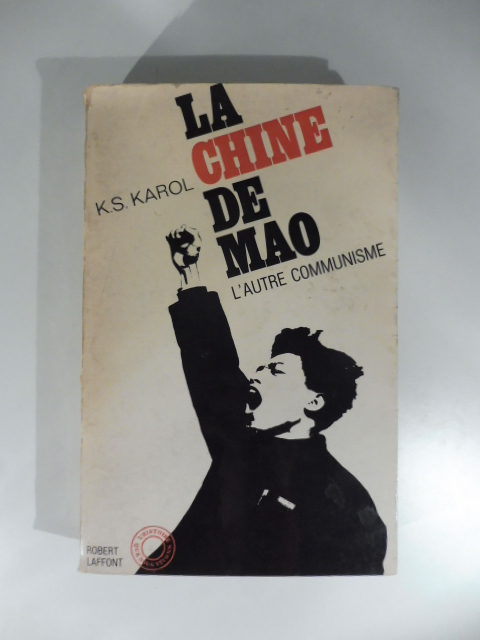 LA
CHINE
DE
MAO
K.S. KAROL
L'AUTRE COMMUNISME
ROBERT
LAFFONT